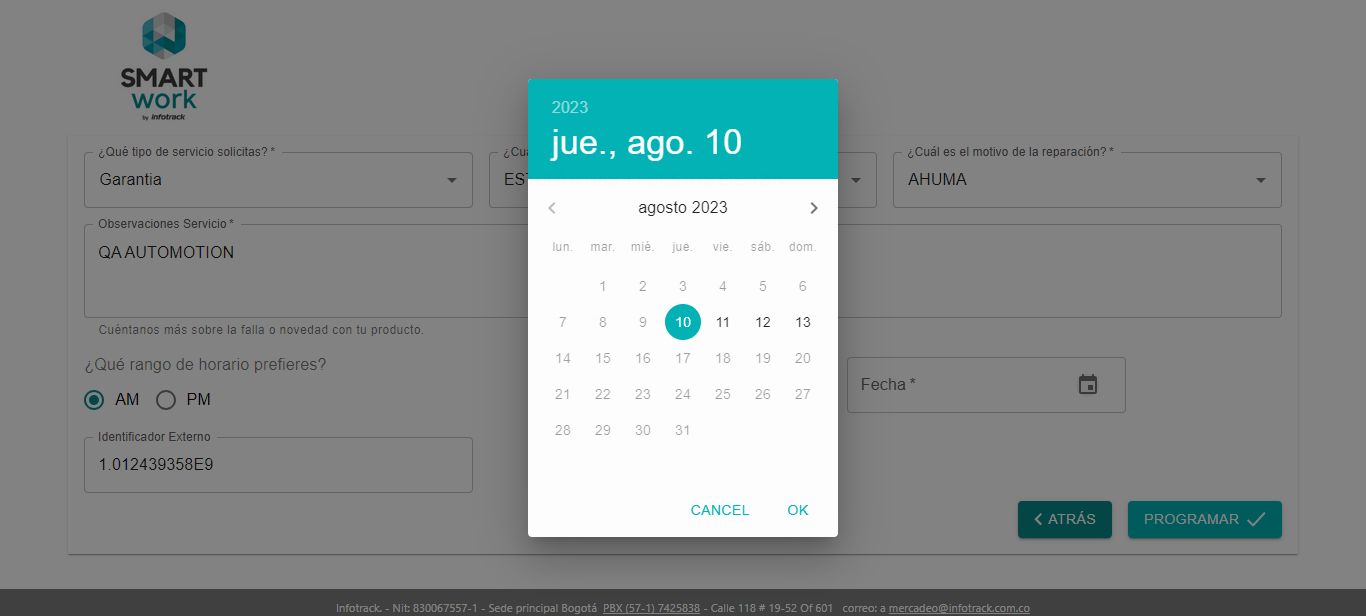 SMART
work
by infotrack
¿Qué tipo de servicio solicitas? *
Garantia
¿Cuál es el motivo de la reparación? *
AHUMA
Observaciones Servicio *
QA AUTOMOTION
Cuéntanos más sobre la falla o novedad con tu producto.
¿Qué rango de horario prefieres?
AM PM
Fecha *
Identificador Externo
1.012439358E9
2023
jue., ago. 10
agosto 2023
lun. mar. mié. jue. vie. sáb. dom.
1 2 3 4 5 6
7 8 9 10 11 12 13
14 15 16 17 18 19 20
21 22 23 24 25 26 27
28 29 30 31
CANCEL OK
ATRÁS PROGRAMAR
Infotrack. - Nit: 830067557-1 - Sede principal Bogotá PBX (57-1) 7425838 - Calle 118 # 19-52 Of 601 correo: a mercadeo@infotrack.com.co